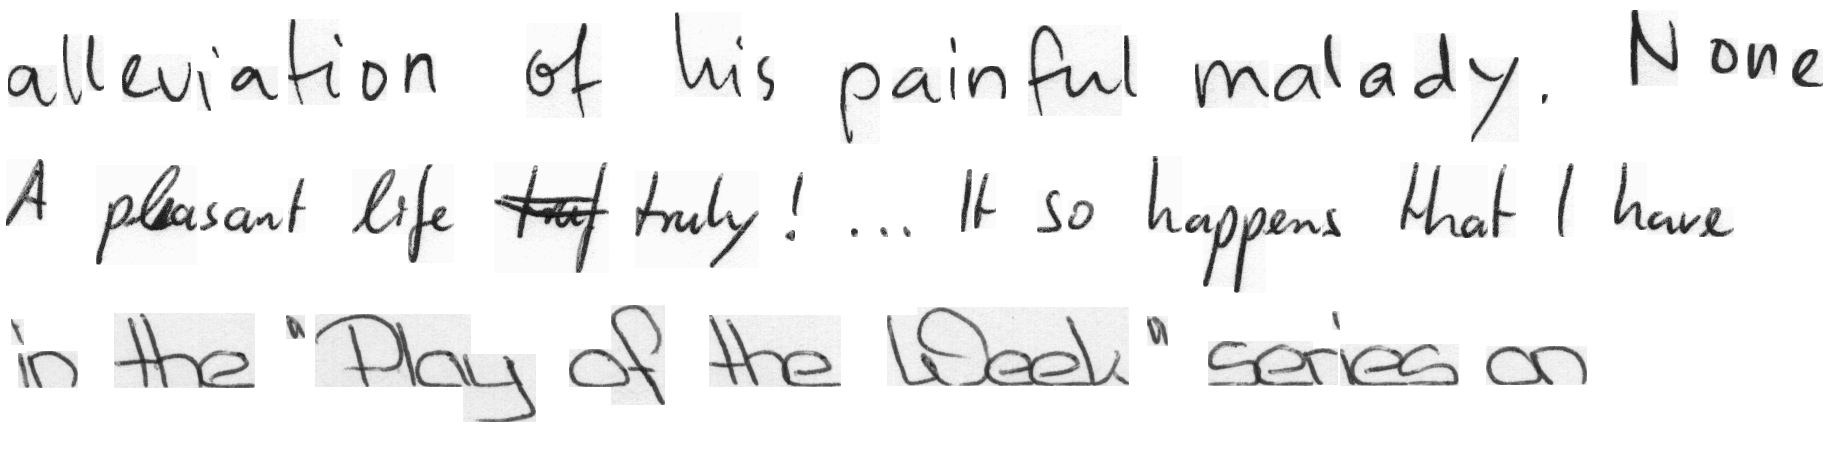 alleviation of his painful malady. None
A pleasant life truly! ... It so happens that I have
in the "Play of the Week" series on